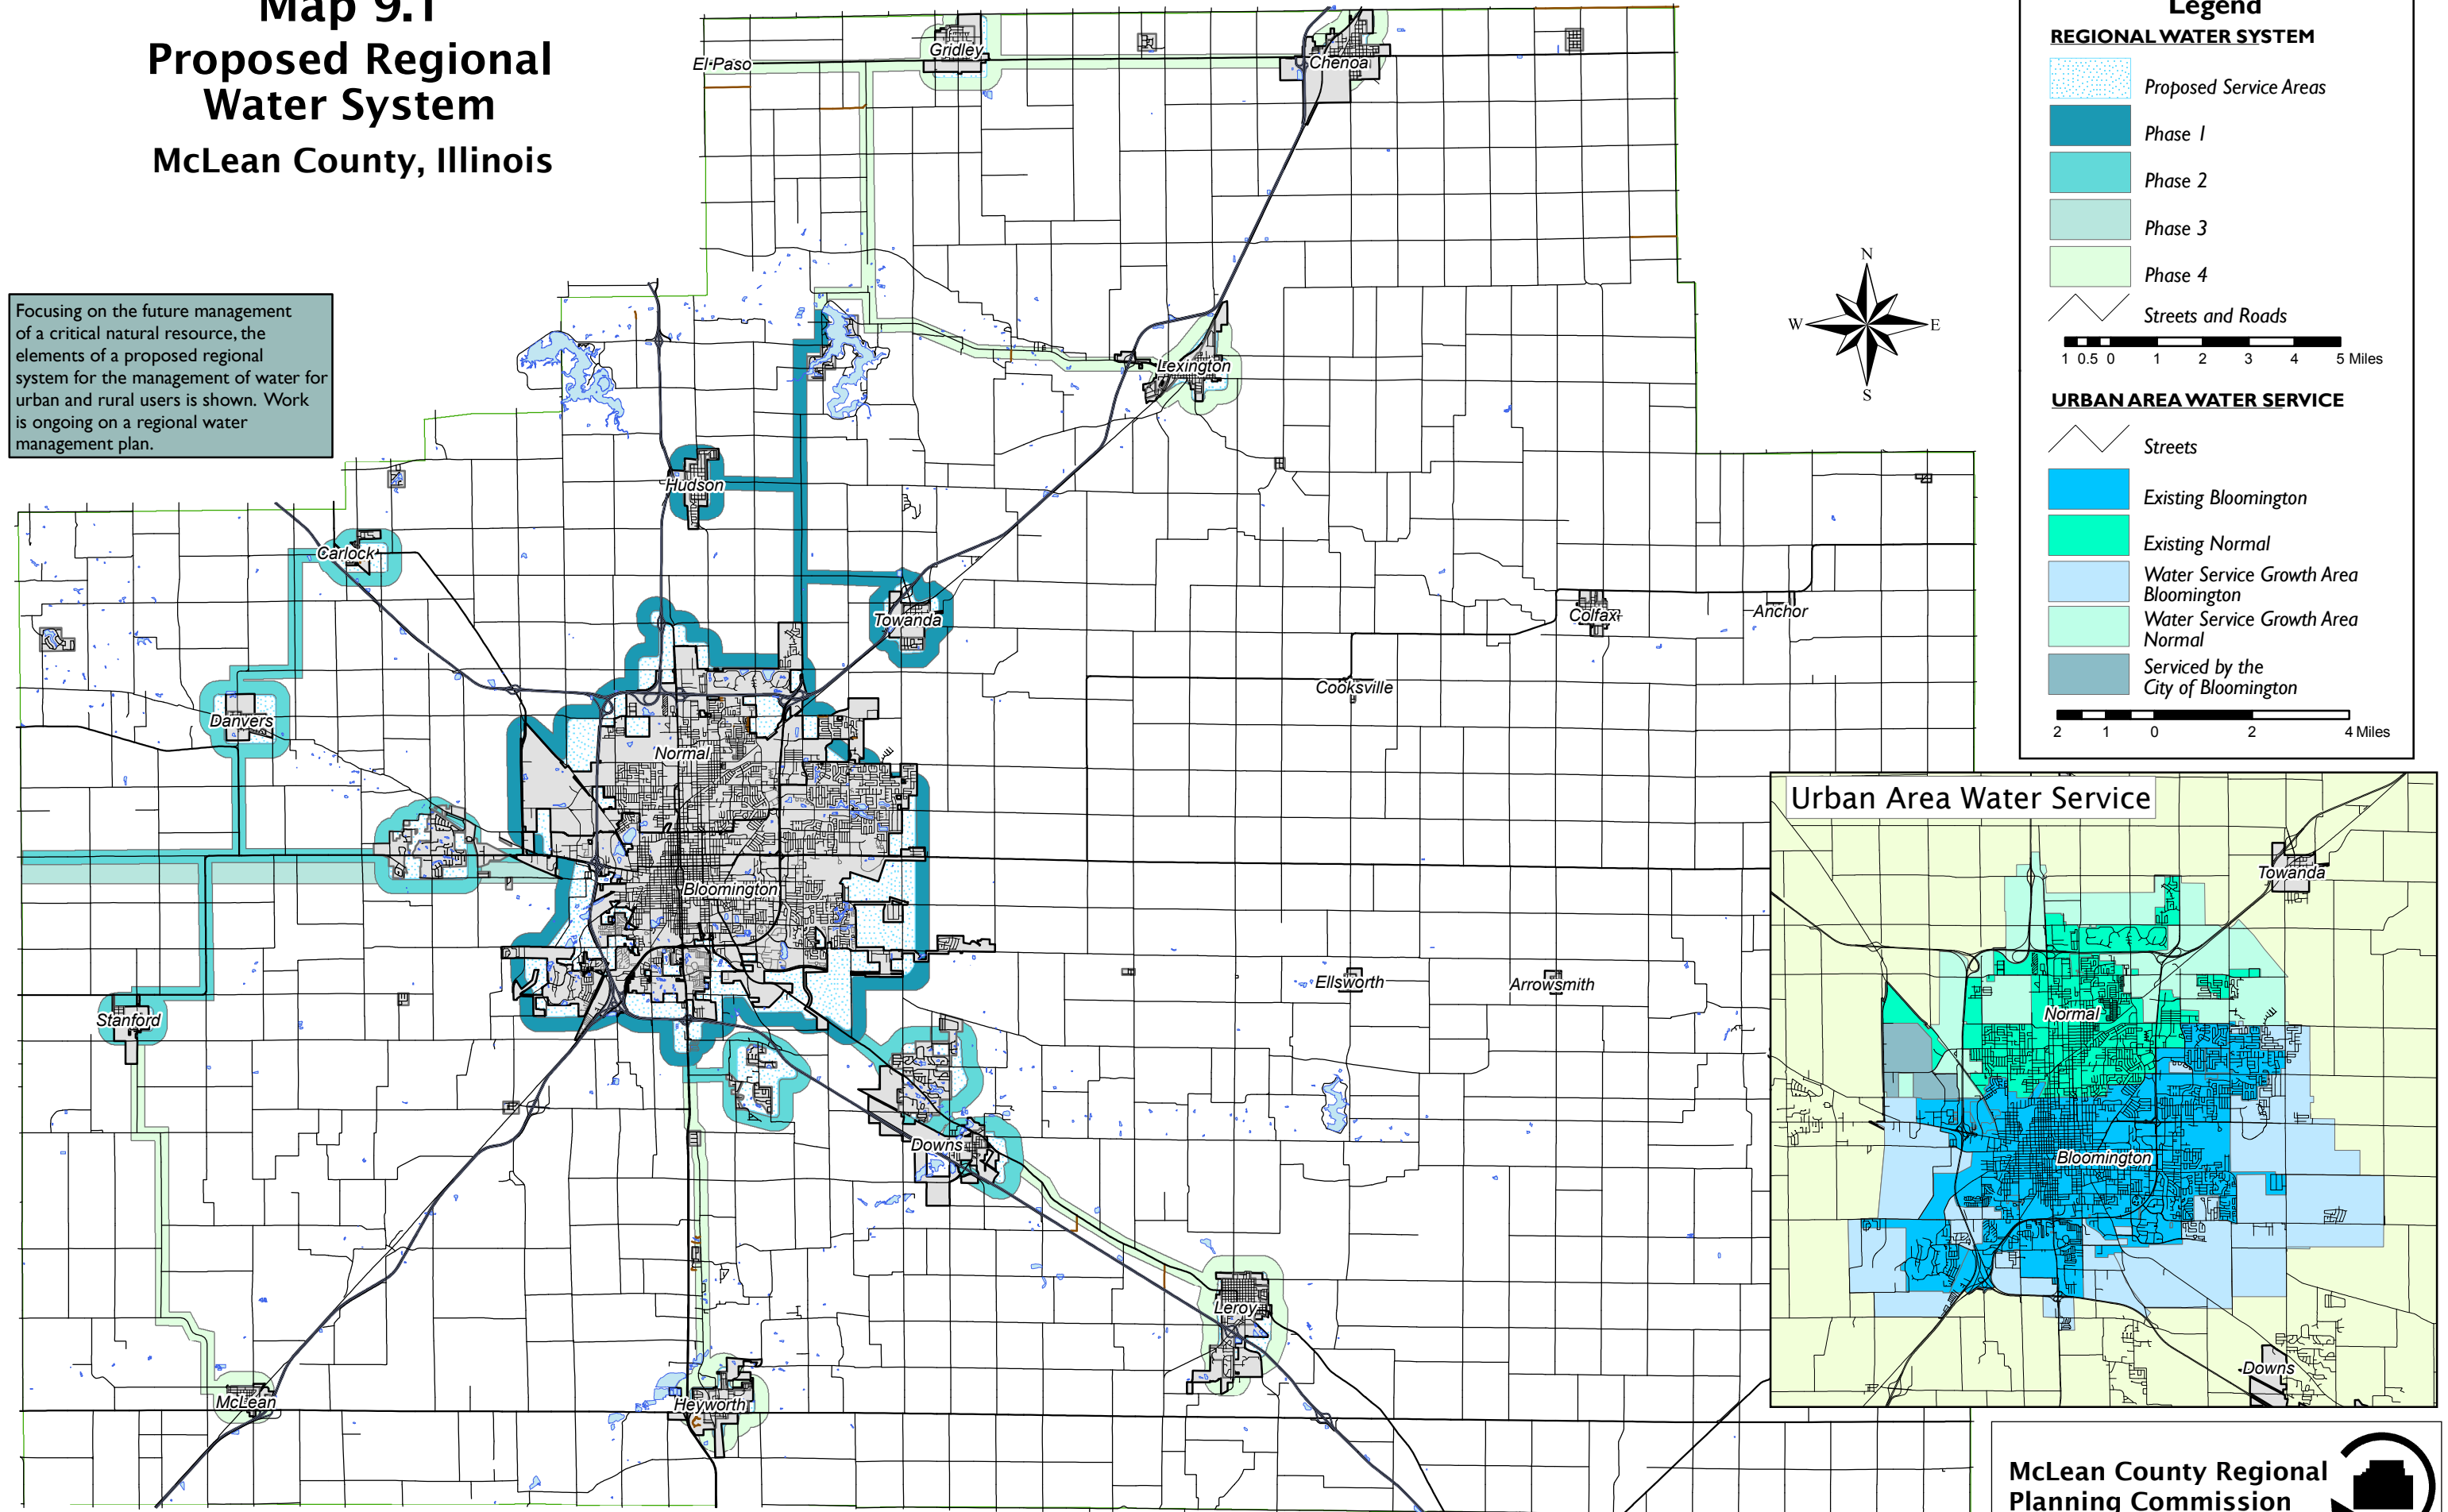 Map 9.1
Proposed Regional
Water System
McLean County, Illinois
Focusing on the future management
of a critical natural resource, the
elements of a proposed regional
system for the management of water for
urban and rural users is shown. Work
is ongoing on a regional water
management plan.
El Paso
Gridley
Chenoa
Lexington
Hudson
Carlock
Towanda
Colfax
Anchor
Cooksville
Danvers
Normal
Bloomington
Ellsworth
Arrowsmith
Stanford
Downs
Leroy
McLean
Heyworth
N
W
E
S
Legend
REGIONAL WATER SYSTEM
Proposed Service Areas
Phase 1
Phase 2
Phase 3
Phase 4
Streets and Roads
1 0.5 0 1 2 3 4 5 Miles
URBAN AREA WATER SERVICE
Streets
Existing Bloomington
Existing Normal
Water Service Growth Area
Bloomington
Water Service Growth Area
Normal
Serviced by the
City of Bloomington
2 1 0 2 4 Miles
Urban Area Water Service
Towanda
Normal
Bloomington
Downs
McLean County Regional
Planning Commission